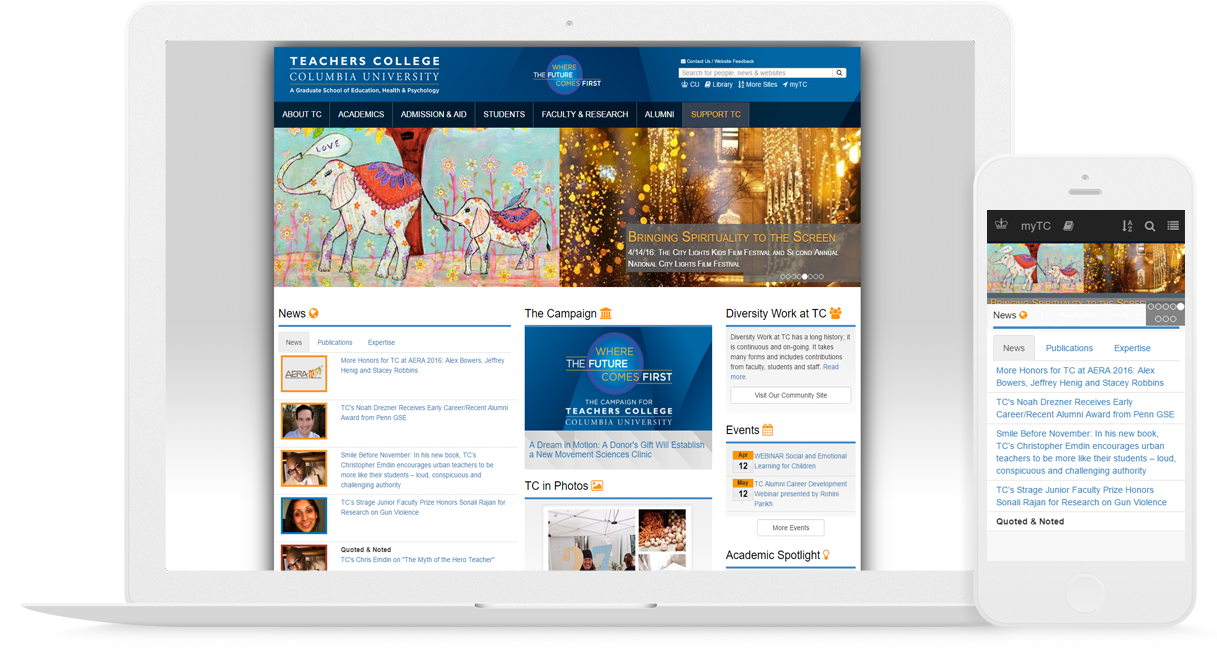 TEACHERS COLLEGE
COLUMBIA UNIVERSITY
A Graduate School of Education, Health & Psychology
WHERE
THE FUTURE
COMES FIRST
Contact Us / Website Feedback
Search for people, news & websites
CU Library More Sites myTC
ABOUT TC ACADEMICS ADMISSION & AID STUDENTS FACULTY & RESEARCH ALUMNI SUPPORT TC
LOVE
Bringing Spirituality to the Screen
4/14/16: The City Lights Kids Film Festival and Second Annual
National City Lights Film Festival
News
News Publications Expertise
AERA
More Honors for TC at AERA 2016: Alex Bowers, Jeffrey
Henig and Stacey Robbins
TC's Noah Drezner Receives Early Career/Recent Alumni
Award from Penn GSE
Smile Before November: In his new book, TC's
Christopher Emdin encourages urban teachers to be
more like their students – loud, conspicuous and
challenging authority
TC's Strage Junior Faculty Prize Honors Sonali Rajan for
Research on Gun Violence
Quoted & Noted
TC's Chris Emdin on "The Myth of the Hero Teacher"
The Campaign
WHERE
THE FUTURE
COMES FIRST
THE CAMPAIGN FOR
TEACHERS COLLEGE
COLUMBIA UNIVERSITY
A Dream in Motion: A Donor's Gift Will Establish
a New Movement Sciences Clinic
TC in Photos
27
Diversity Work at TC
Diversity Work at TC has a long history; it
is continuous and on-going. It takes
many forms and includes contributions
from faculty, students and staff. Read
more.
Visit Our Community Site
Events
Apr
12
WEBINAR Social and Emotional
Learning for Children
May
12
TC Alumni Career Development
Webinar presented by Rohini
Parikh
More Events
Academic Spotlight
myTC
Bringing Spirituality to the Screen
News
News Publications Expertise
More Honors for TC at AERA 2016: Alex
Bowers, Jeffrey Henig and Stacey Robbins
TC's Noah Drezner Receives Early
Career/Recent Alumni Award from Penn GSE
Smile Before November: In his new book,
TC's Christopher Emdin encourages urban
teachers to be more like their students – loud,
conspicuous and challenging authority
TC's Strage Junior Faculty Prize Honors
Sonali Rajan for Research on Gun Violence
Quoted & Noted